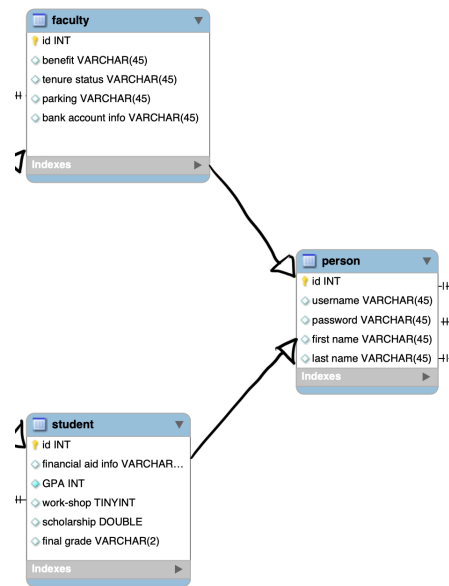 faculty
id INT
benefit VARCHAR(45)
tenure status VARCHAR(45)
parking VARCHAR(45)
bank account info VARCHAR(45)
Indexes
person
id INT
username VARCHAR(45)
password VARCHAR(45)
first name VARCHAR(45)
last name VARCHAR(45)
Indexes
student
id INT
financial aid info VARCHAR...
GPA INT
work-shop TINYINT
scholarship DOUBLE
final grade VARCHAR(2)
Indexes